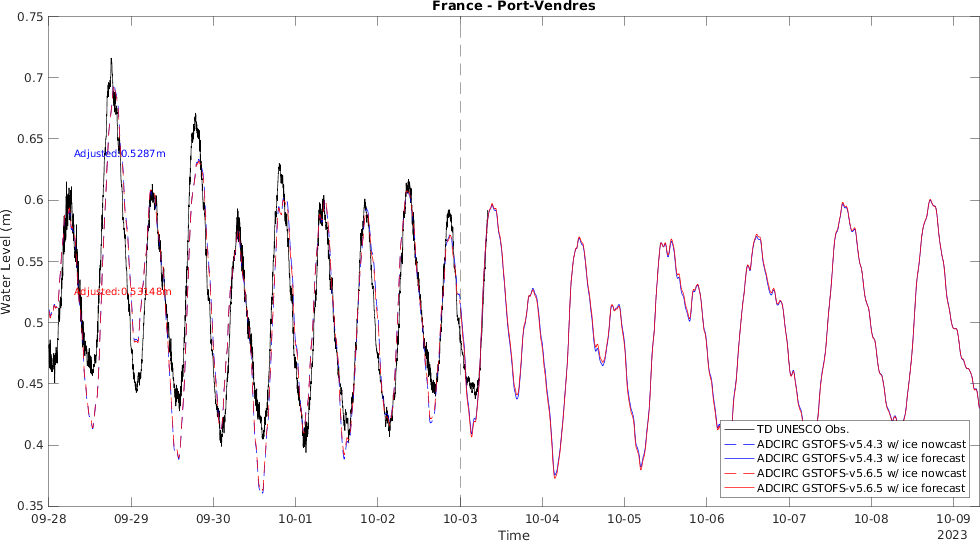 France - Port-Vendres
0.75
0.7
0.65
0.6
0.55
0.5
0.45
0.4
0.35
Water Level (m)
Adjusted:0.5287m
Adjusted:0.53148m
TD UNESCO Obs.
ADCIRC GSTOFS-v5.4.3 w/ ice nowcast
ADCIRC GSTOFS-v5.4.3 w/ ice forecast
ADCIRC GSTOFS-v5.6.5 w/ ice nowcast
ADCIRC GSTOFS-v5.6.5 w/ ice forecast
09-28 09-29 09-30 10-01 10-02 10-03 10-04 10-05 10-06 10-07 10-08 10-09
Time
2023